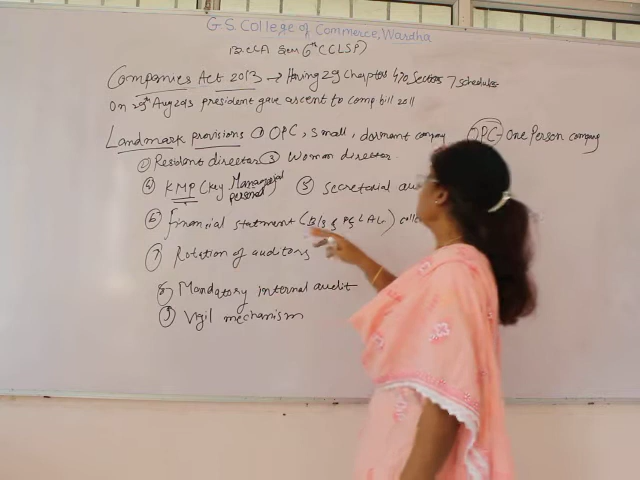 G.S. College of Commerce, Wardha
B.C.A Sem 6th (CLSP)
Companies Act 2013 → Having 29 chapters 470 Sections 7 schedules
On 29th Aug 2013 president gave ascent to comp bill 2011
Landmark provisions ① OPC, small, dormant company OPC - One Person company
② Resident director ③ Woman director.
④ KMP (Key Managerial personal) ⑤ Secretarial
⑥ Financial statement (B/S & P&L A/c)
⑦ Rotation of auditors
⑧ Mandatory internal audit
⑨ Vigil mechanism